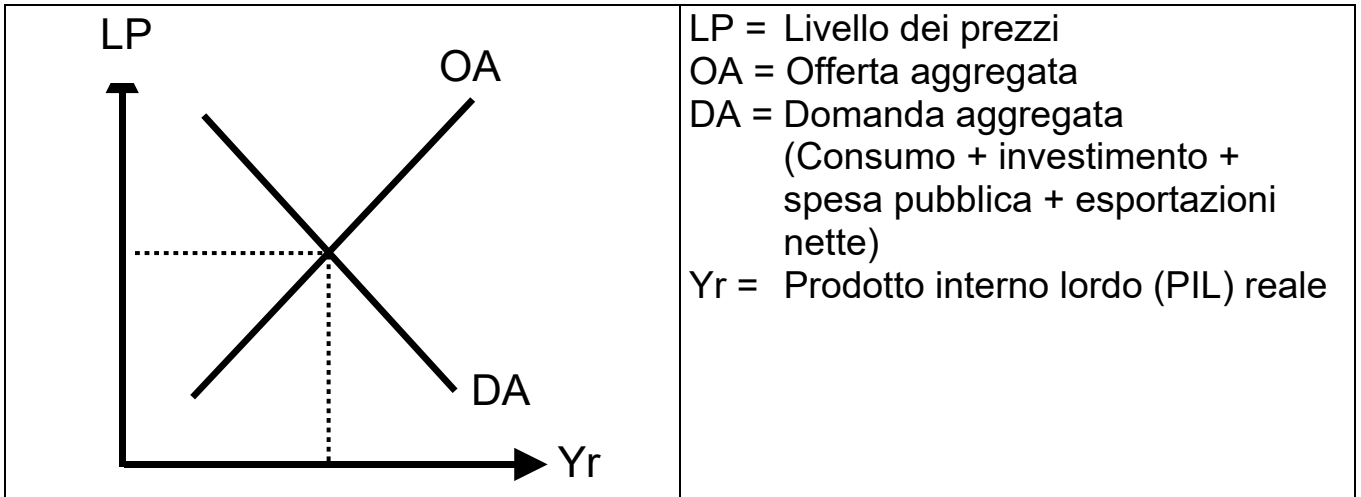 LP
OA
DA
Yr
LP = Livello dei prezzi
OA = Offerta aggregata
DA = Domanda aggregata
(Consumo + investimento +
spesa pubblica + esportazioni
nette)
Yr = Prodotto interno lordo (PIL) reale